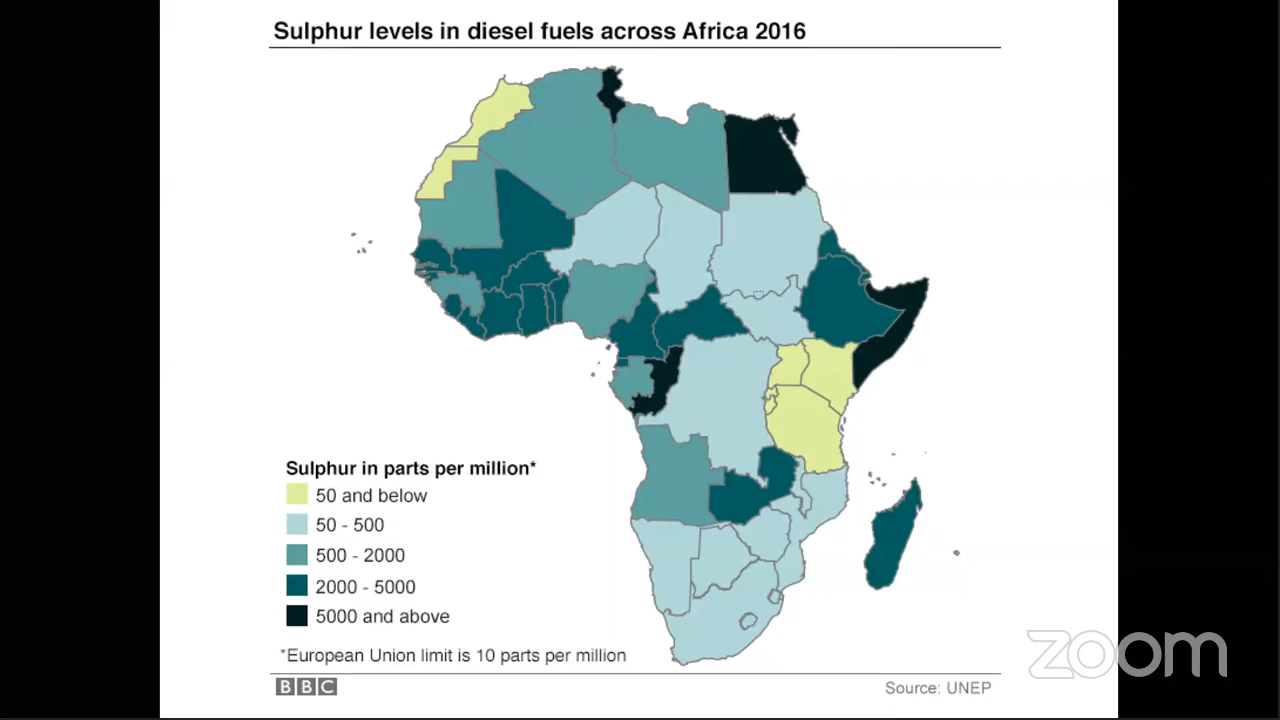 Sulphur levels in diesel fuels across Africa 2016
Sulphur in parts per million*
50 and below
50 - 500
500 - 2000
2000 - 5000
5000 and above
*European Union limit is 10 parts per million
BBC
Source: UNEP
zoom